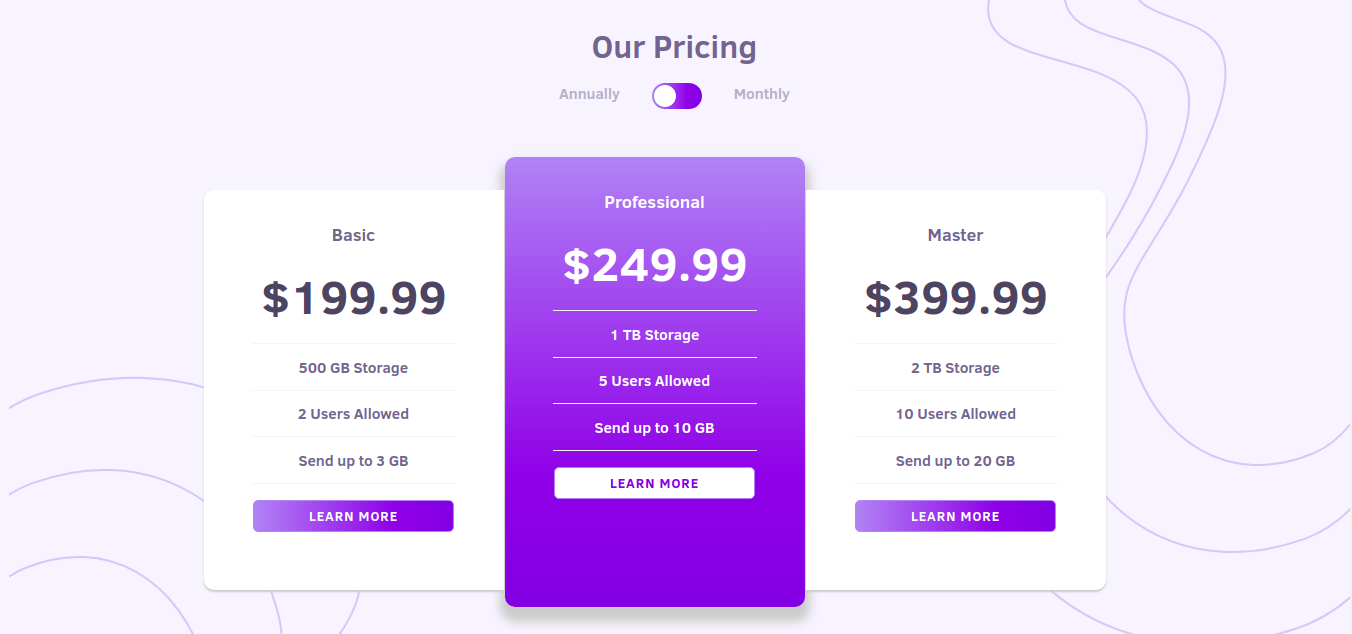 Our Pricing
Annually
Monthly
Basic
$199.99
500 GB Storage
2 Users Allowed
Send up to 3 GB
LEARN MORE
Professional
$249.99
1 TB Storage
5 Users Allowed
Send up to 10 GB
LEARN MORE
Master
$399.99
2 TB Storage
10 Users Allowed
Send up to 20 GB
LEARN MORE